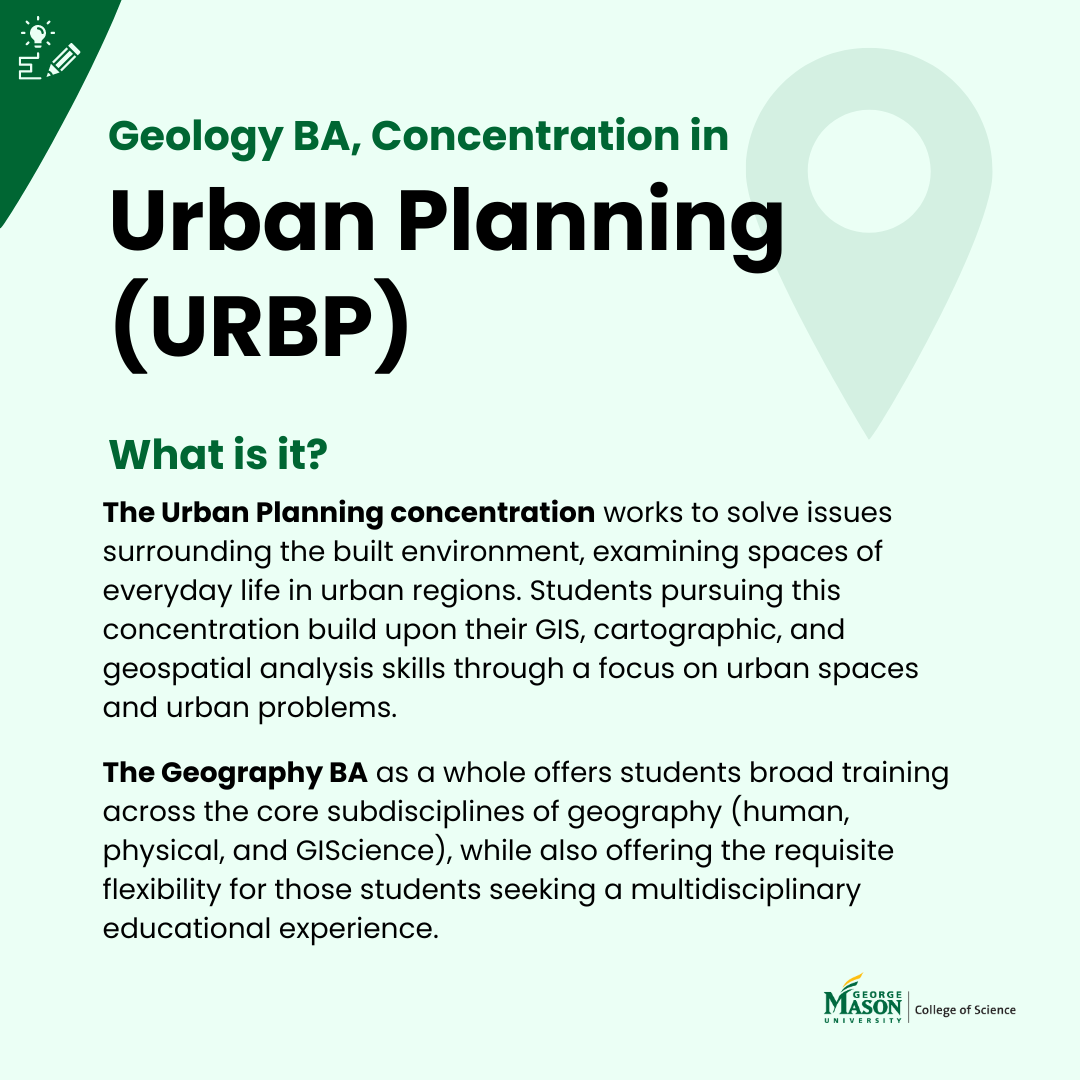 Geology BA, Concentration in
Urban Planning
(URBP)
What is it?
The Urban Planning concentration works to solve issues
surrounding the built environment, examining spaces of
everyday life in urban regions. Students pursuing this
concentration build upon their GIS, cartographic, and
geospatial analysis skills through a focus on urban spaces
and urban problems.
The Geography BA as a whole offers students broad training
across the core subdisciplines of geography (human,
physical, and GIScience), while also offering the requisite
flexibility for those students seeking a multidisciplinary
educational experience.
GEORGE
MASON
UNIVERSITY
College of Science